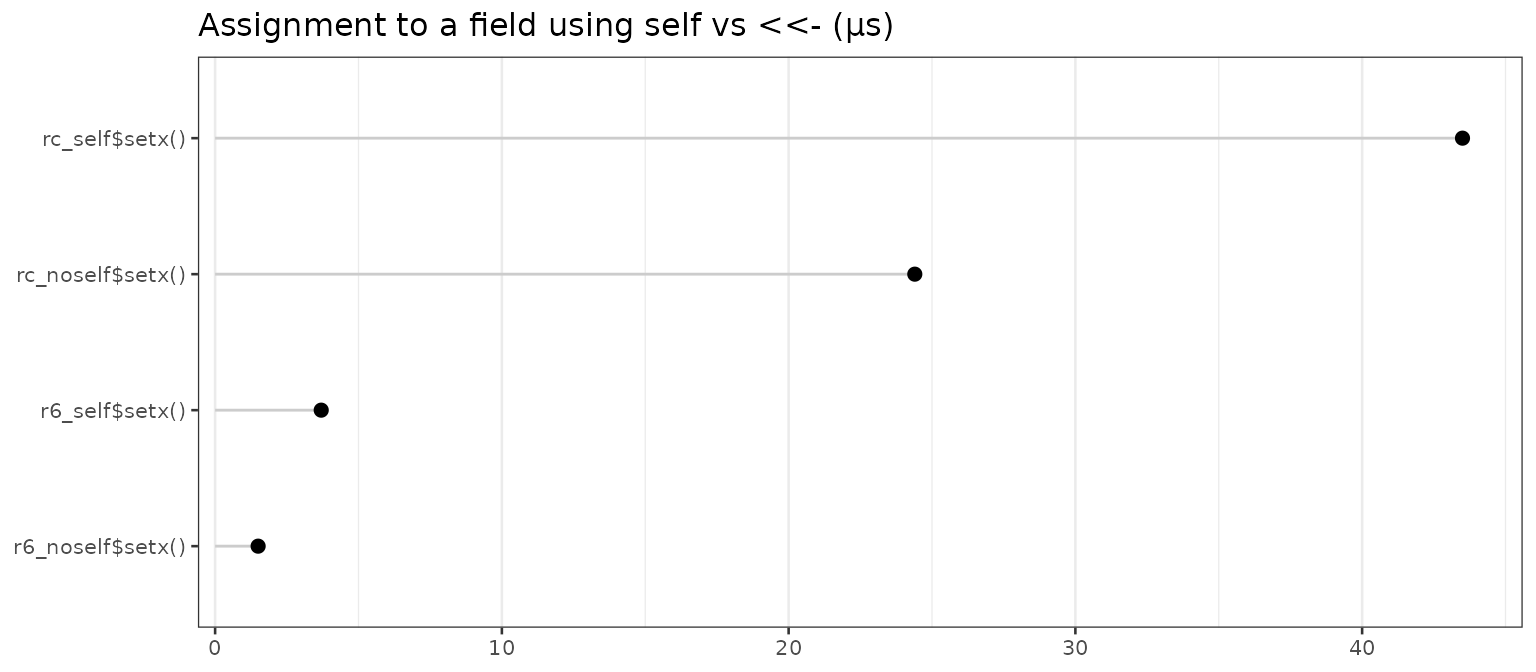 Assignment to a field using self vs <<- (µs)
rc_self$setx()
rc_noself$setx()
r6_self$setx()
r6_noself$setx()
0 10 20 30 40